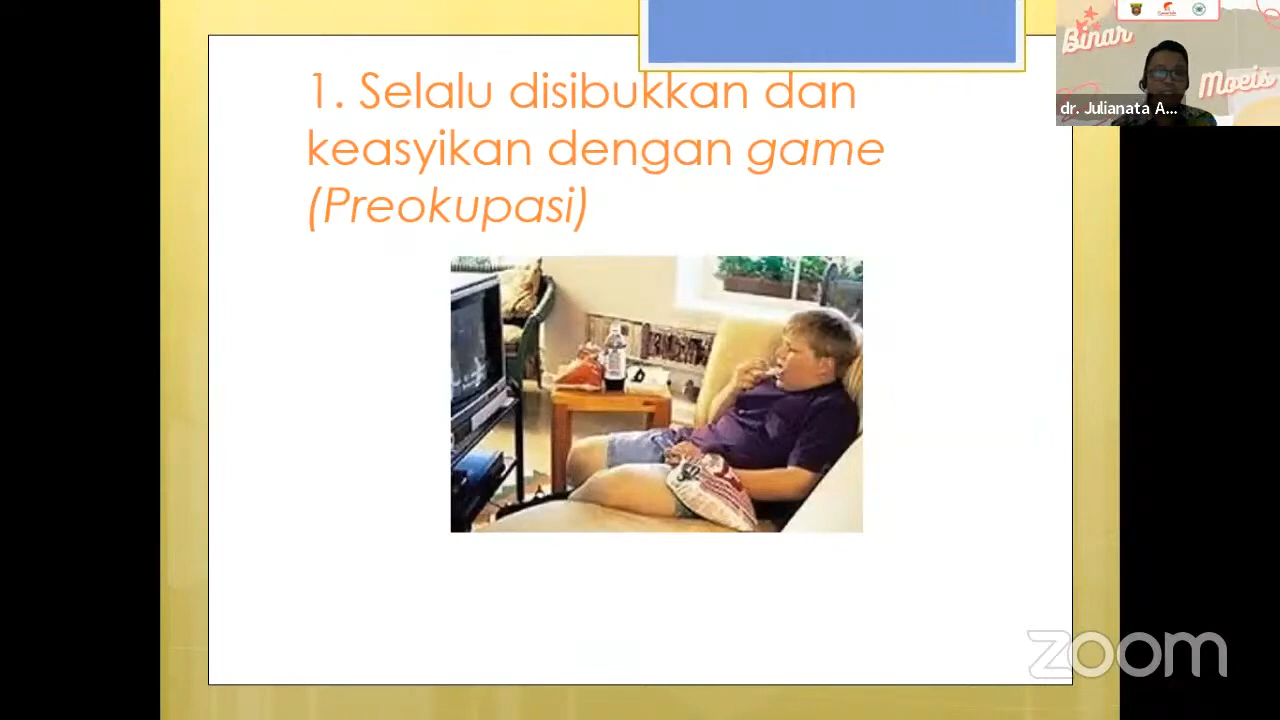 1. Selalu disibukkan dan
keasyikan dengan game
(Preokupasi)
Binar
Moeis
dr. Julianata A...
zoom